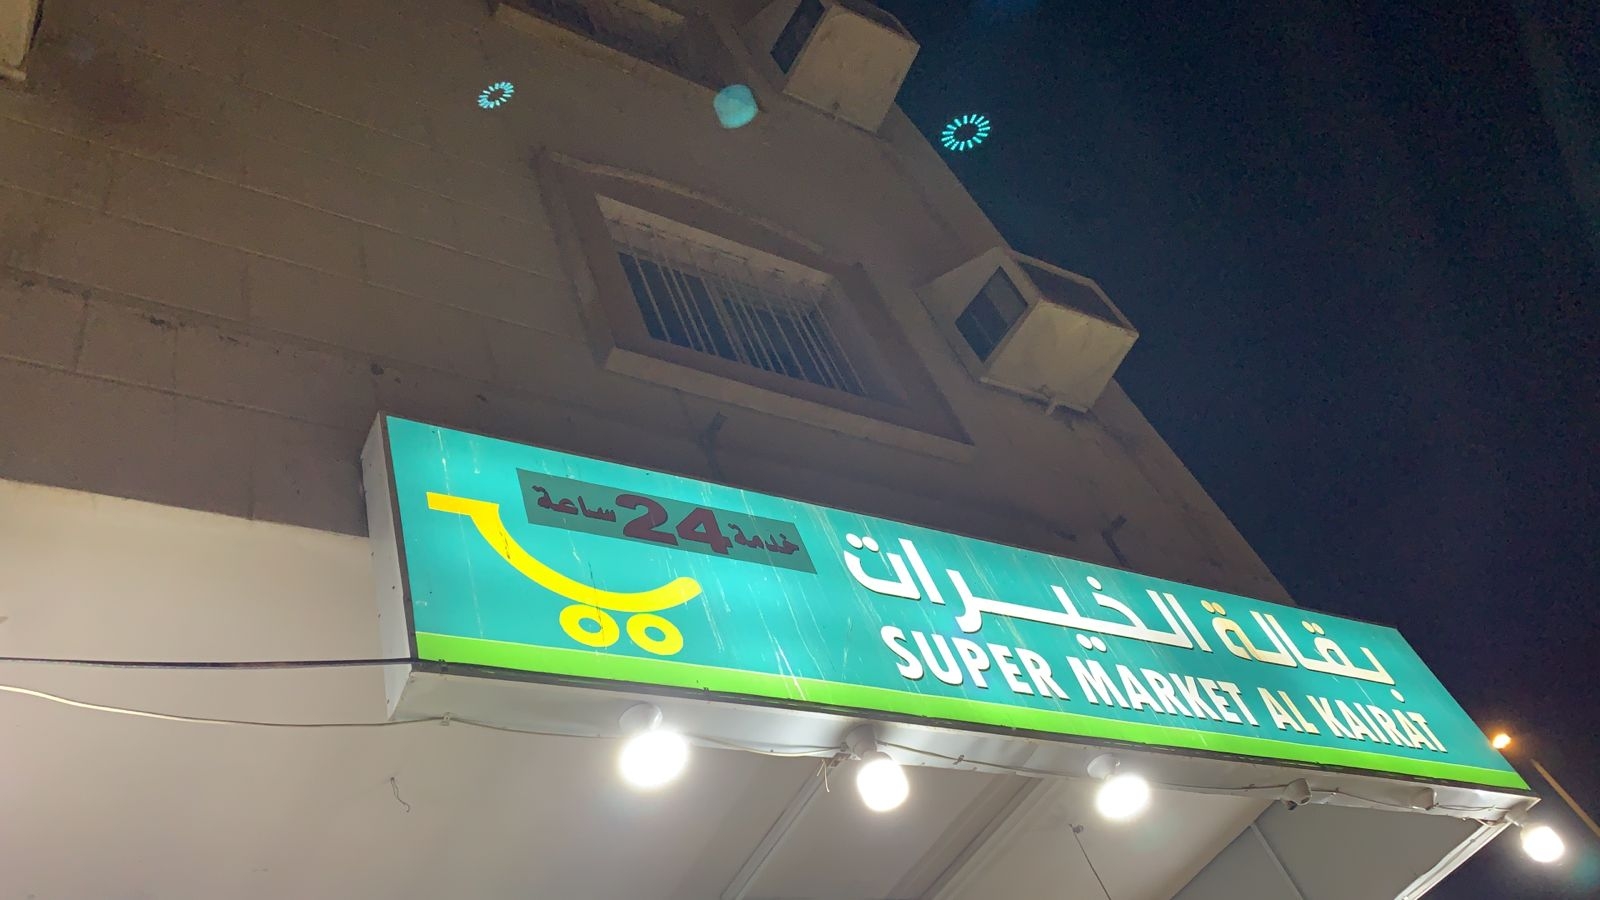 خدمة 24 ساعة
بقالة الخيرات
SUPER MARKET AL KAIRAT